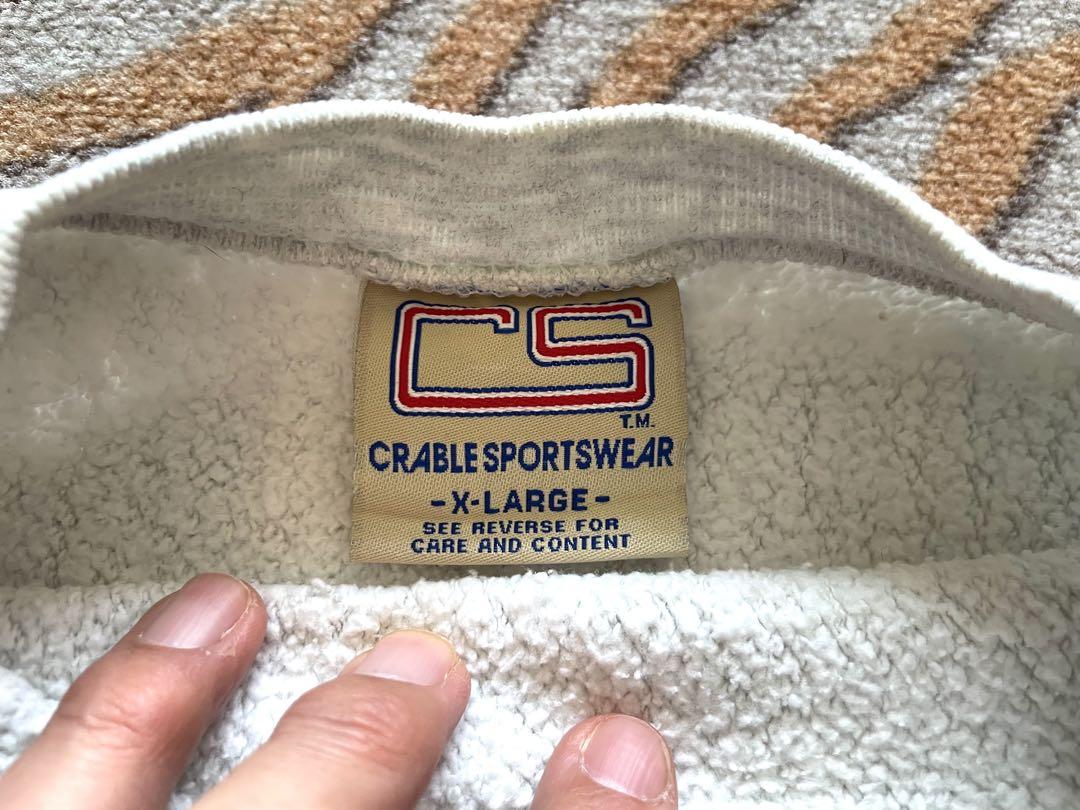 CS
T.M.
CRABLE SPORTSWEAR
-X-LARGE-
SEE REVERSE FOR
CARE AND CONTENT